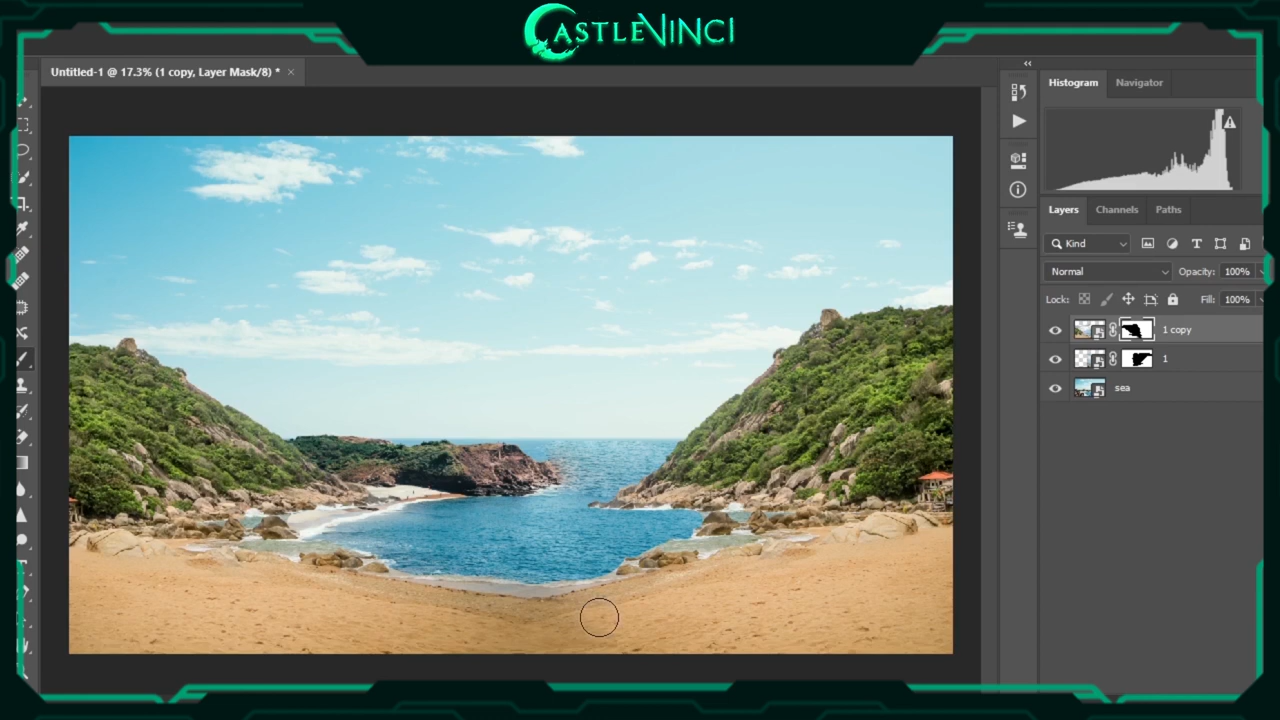 CASTLEVINCI
Untitled-1 @ 17.3% (1 copy, Layer Mask/8) * ×
Histogram Navigator
Layers Channels Paths
Kind
Normal Opacity: 100%
Lock: Fill: 100%
1 copy
1
sea